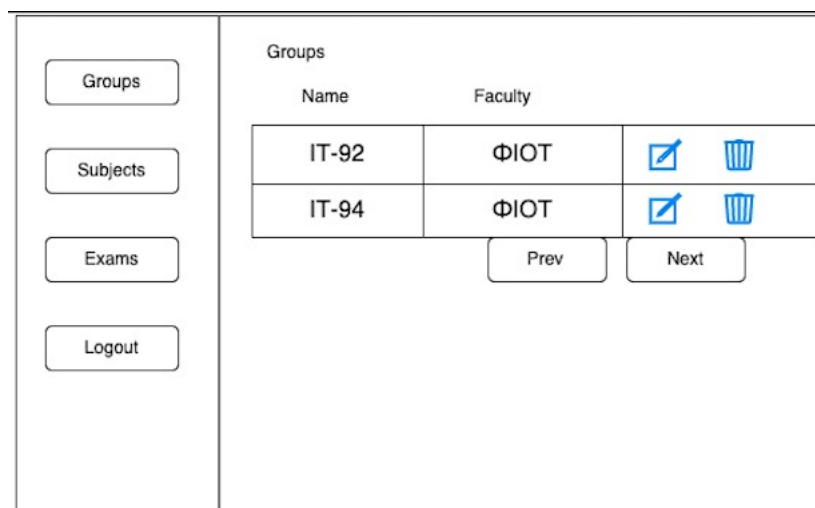 Groups
Subjects
Exams
Logout
Groups
Name Faculty
IT-92 ФІОТ
IT-94 ФІОТ
Prev Next